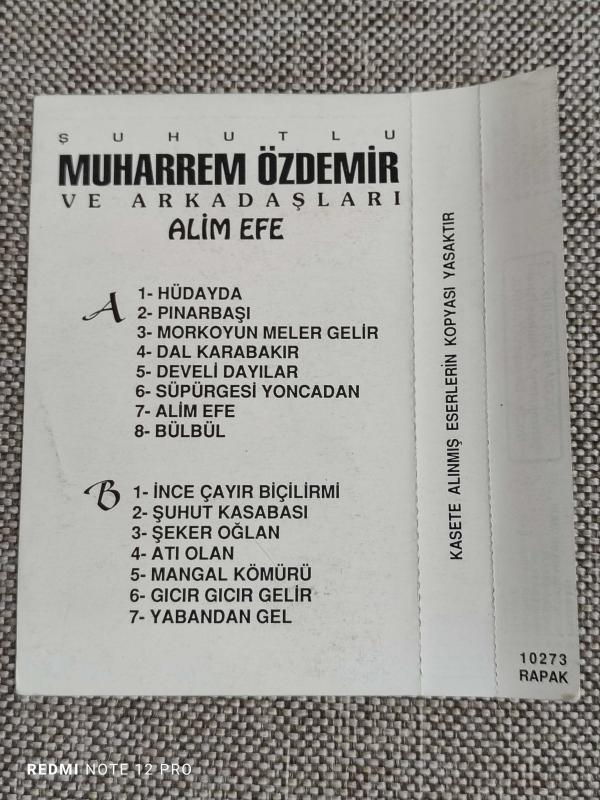 ŞUHUTLU
MUHARREM ÖZDEMİR
VE ARKADAŞLARI
ALİM EFE
A
1- HÜDAYDA
2- PINARBAŞI
3- MORKOYUN MELER GELİR
4- DAL KARABAKIR
5- DEVELİ DAYILAR
6- SÜPÜRGESİ YONCADAN
7- ALİM EFE
8- BÜLBÜL
B
1- İNCE ÇAYIR BİÇİLİRMİ
2- ŞUHUT KASABASI
3- ŞEKER OĞLAN
4- ATI OLAN
5- MANGAL KÖMÜRÜ
6- GICIR GICIR GELİR
7- YABANDAN GEL
KASETE ALINMIŞ ESERLERİN KOPYASI YASAKTIR
10273
RAPAK
REDMI NOTE 12 PRO